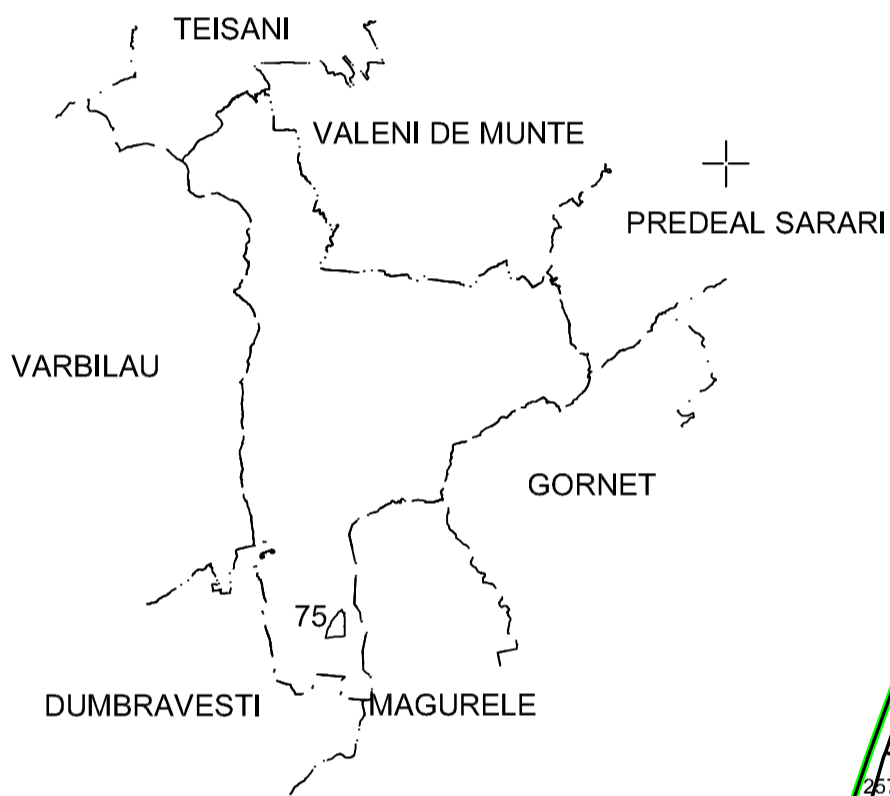 TEISANI
VALENI DE MUNTE
PREDEAL SARARI
VARBILAU
GORNET
75
DUMBRAVESTI
MAGURELE